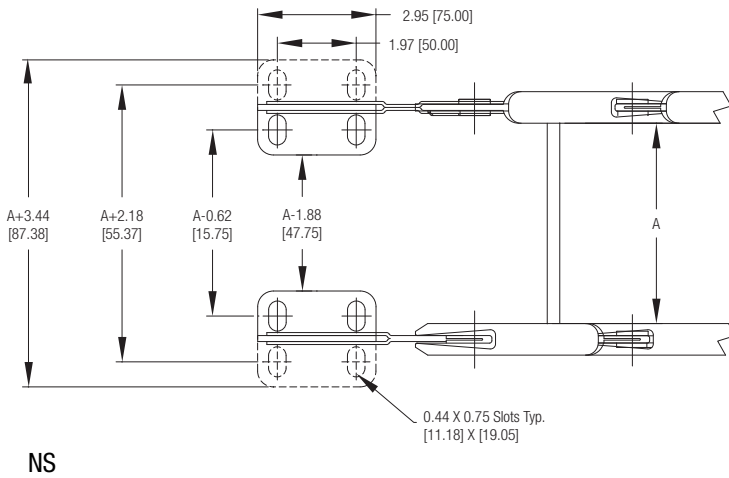 2.95 [75.00]
1.97 [50.00]
A+3.44
[87.38]
A+2.18
[55.37]
A-0.62
[15.75]
A-1.88
[47.75]
A
0.44 X 0.75 Slots Typ.
[11.18] X [19.05]
NS